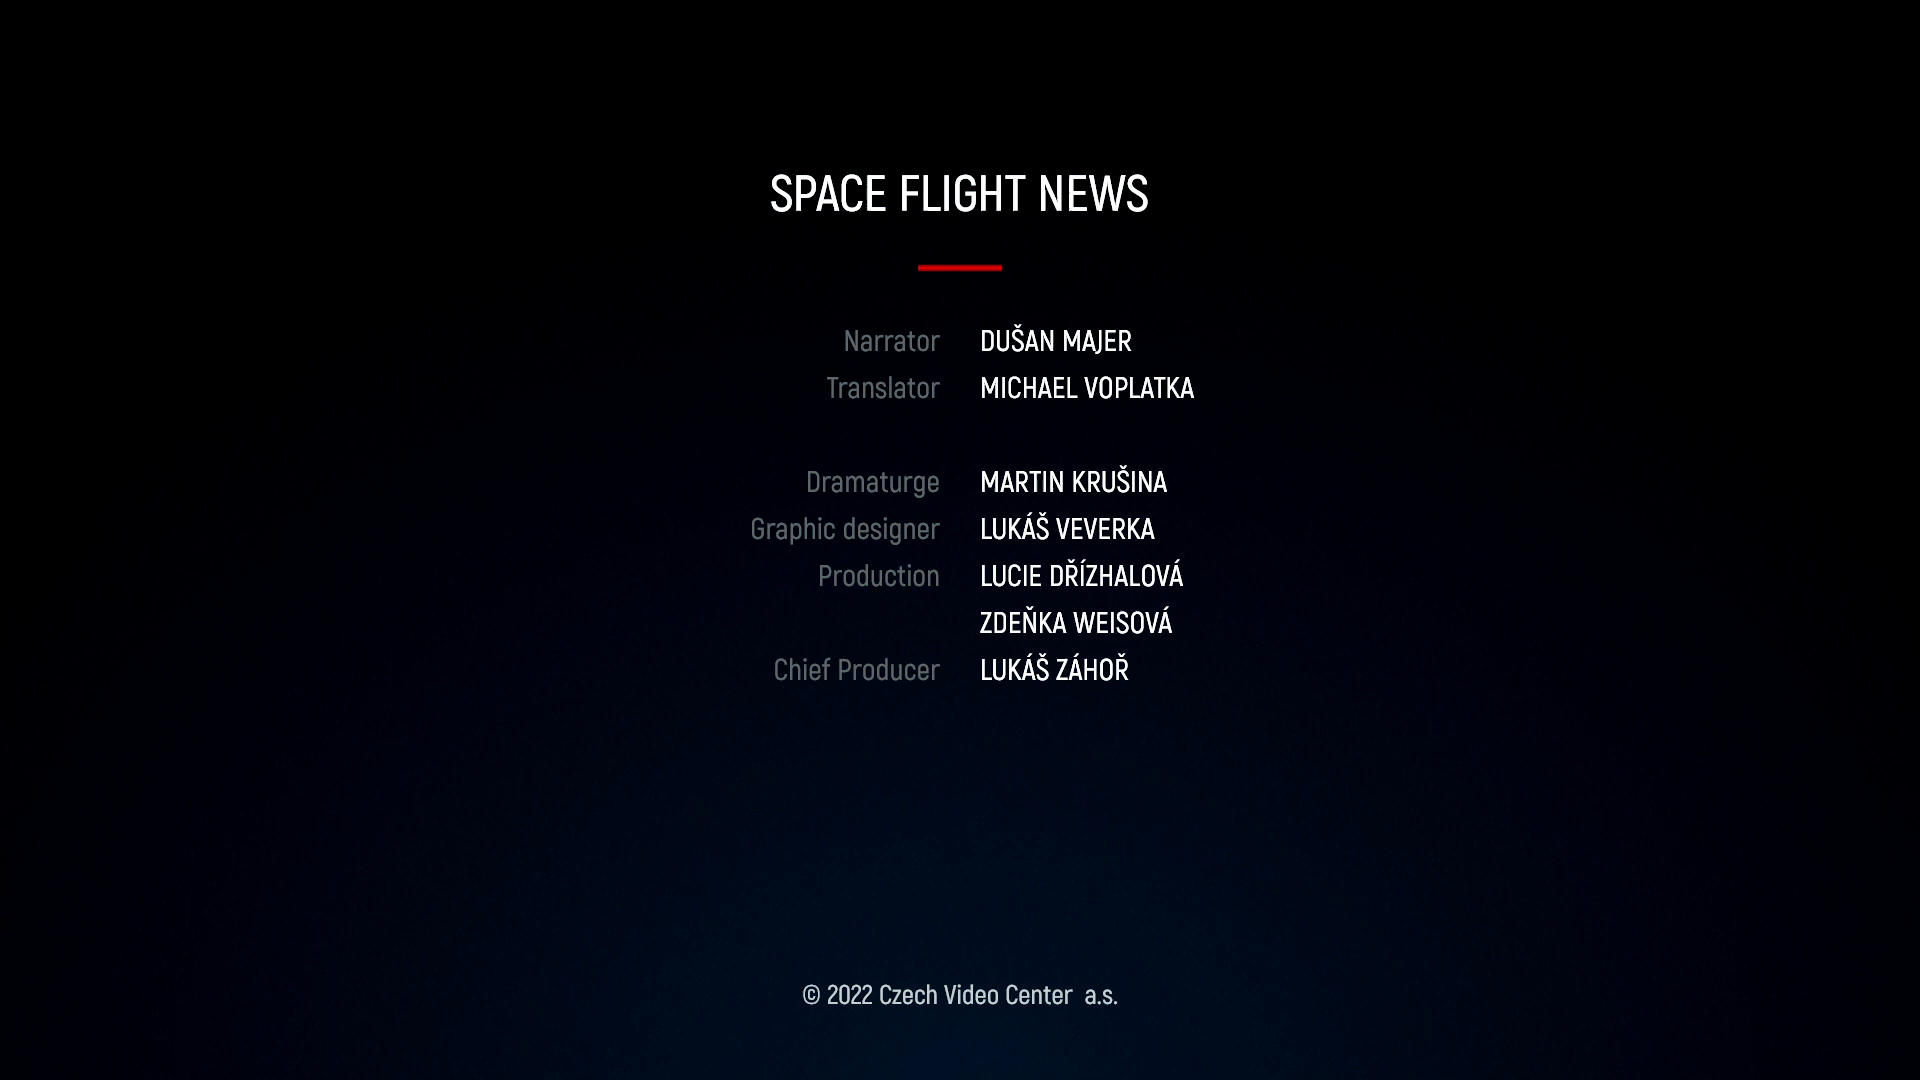 SPACE FLIGHT NEWS
Narrator DUŠAN MAJER
Translator MICHAEL VOPLATKA
Dramaturge MARTIN KRUŠINA
Graphic designer LUKÁŠ VEVERKA
Production LUCIE DŘÍZHALOVÁ
ZDEŇKA WEISOVÁ
Chief Producer LUKÁŠ ZÁHOŘ
© 2022 Czech Video Center a.s.